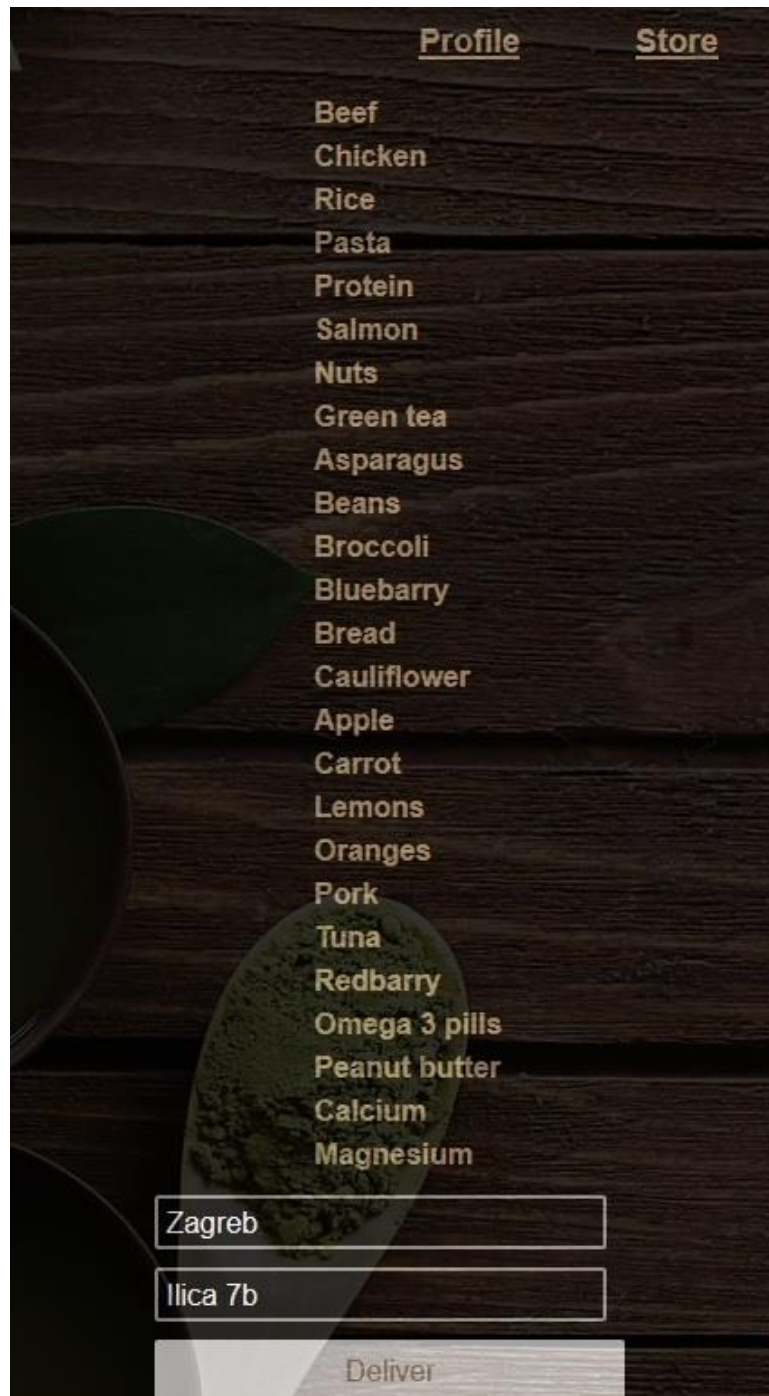 Profile Store
Beef
Chicken
Rice
Pasta
Protein
Salmon
Nuts
Green tea
Asparagus
Beans
Broccoli
Bluebarry
Bread
Cauliflower
Apple
Carrot
Lemons
Oranges
Pork
Tuna
Redbarry
Omega 3 pills
Peanut butter
Calcium
Magnesium
Zagreb
Ilica 7b
Deliver